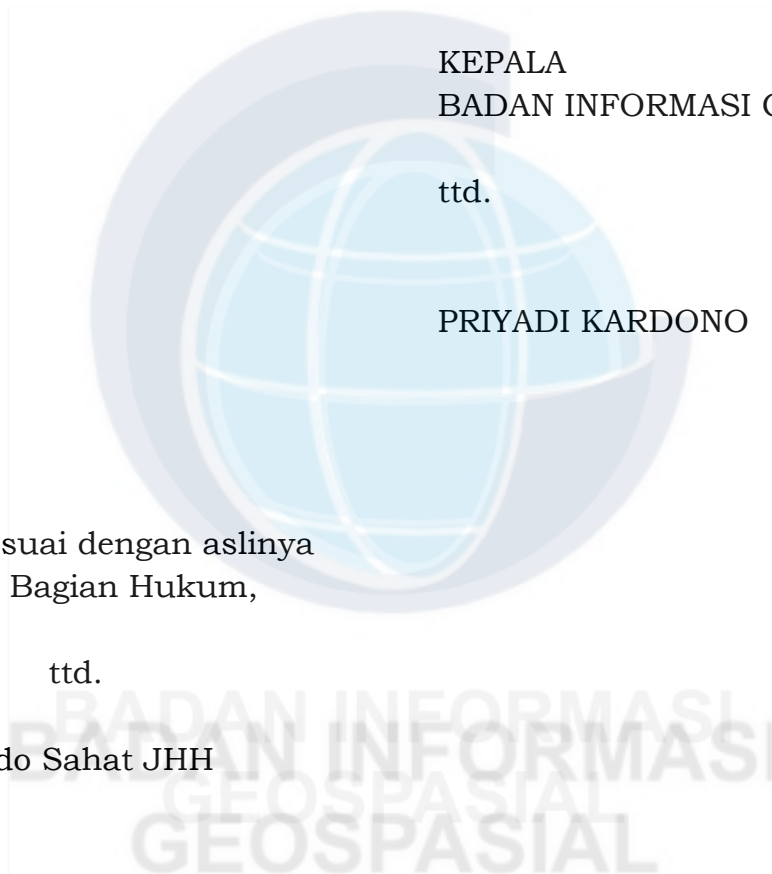 KEPALA
BADAN INFORMASI G
ttd.
PRIYADI KARDONO
suai dengan aslinya
Bagian Hukum,
ttd.
do Sahat JHH
BADAN INFORMASI
GEOSPASIAL